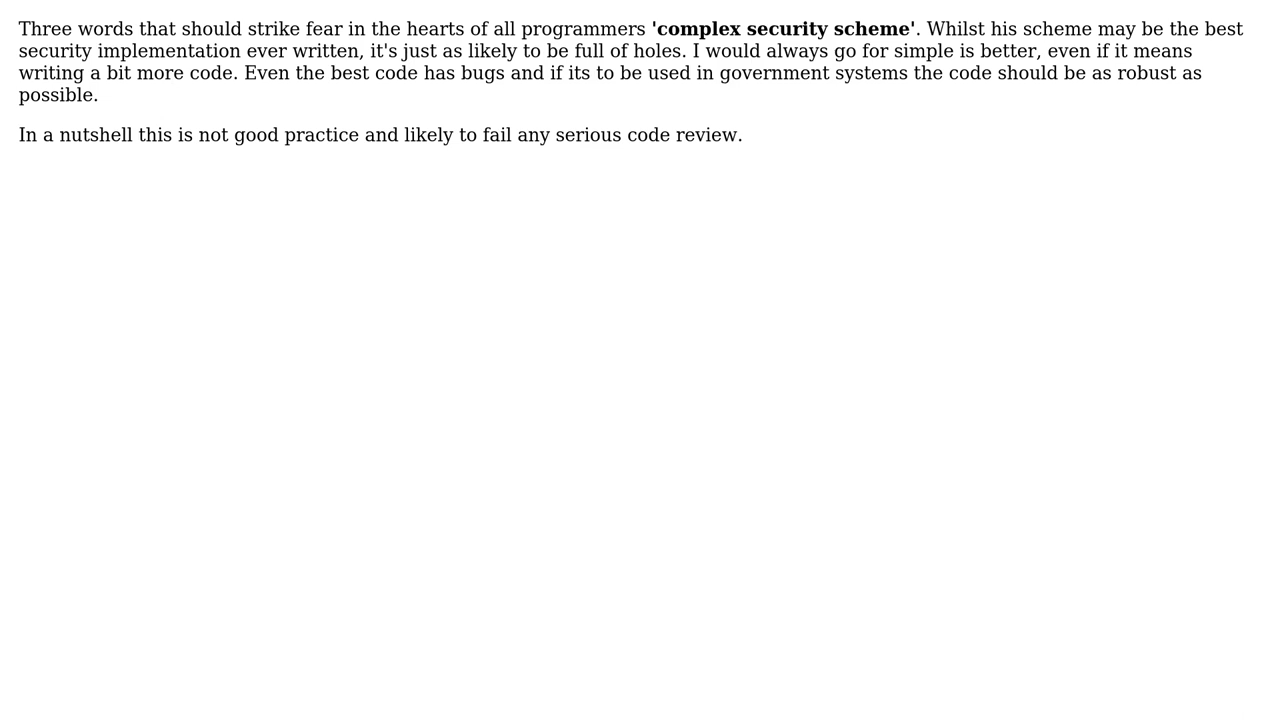 Three words that should strike fear in the hearts of all programmers 'complex security scheme'. Whilst his scheme may be the best
security implementation ever written, it's just as likely to be full of holes. I would always go for simple is better, even if it means
writing a bit more code. Even the best code has bugs and if its to be used in government systems the code should be as robust as
possible.
In a nutshell this is not good practice and likely to fail any serious code review.